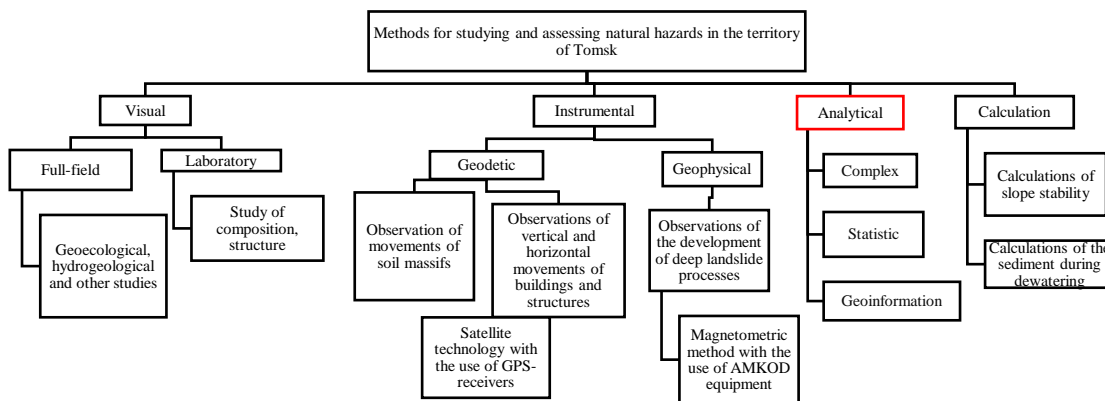 Methods for studying and assessing natural hazards in the territory
of Tomsk
Visual
Instrumental
Analytical
Calculation
Full-field
Laboratory
Geodetic
Geophysical
Complex
Calculations of
slope stability
Geoecological,
hydrogeological
and other studies
Study of
composition,
structure
Observation of
movements of
soil massifs
Observations of
vertical and
horizontal
movements of
buildings and
structures
Observations of
the development
of deep landslide
processes
Statistic
Calculations of the
sediment during
dewatering
Geoinformation
Satellite
technology with
the use of GPS-
receivers
Magnetometric
method with the
use of AMKOD
equipment